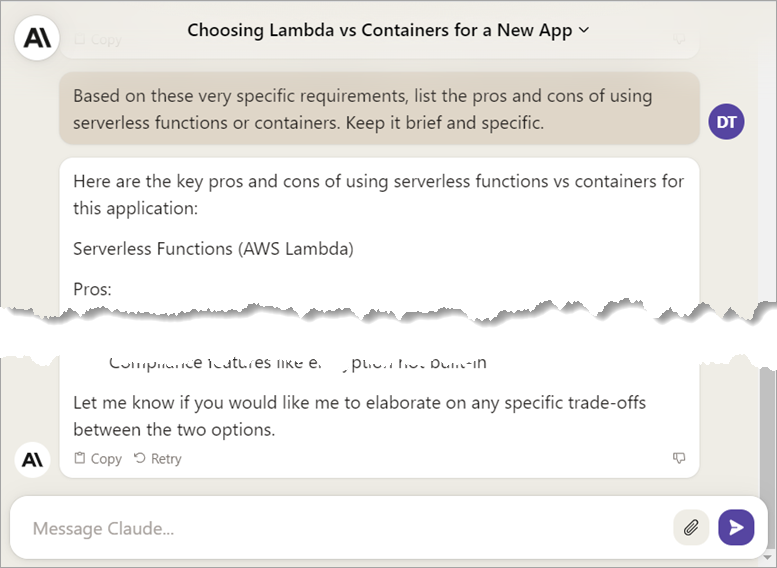 Choosing Lambda vs Containers for a New App
Copy
Based on these very specific requirements, list the pros and cons of using
serverless functions or containers. Keep it brief and specific.
DT
Here are the key pros and cons of using serverless functions vs containers for
this application:
Serverless Functions (AWS Lambda)
Pros:
Compliance features like encryption not built-in
Let me know if you would like me to elaborate on any specific trade-offs
between the two options.
Copy Retry
Message Claude...